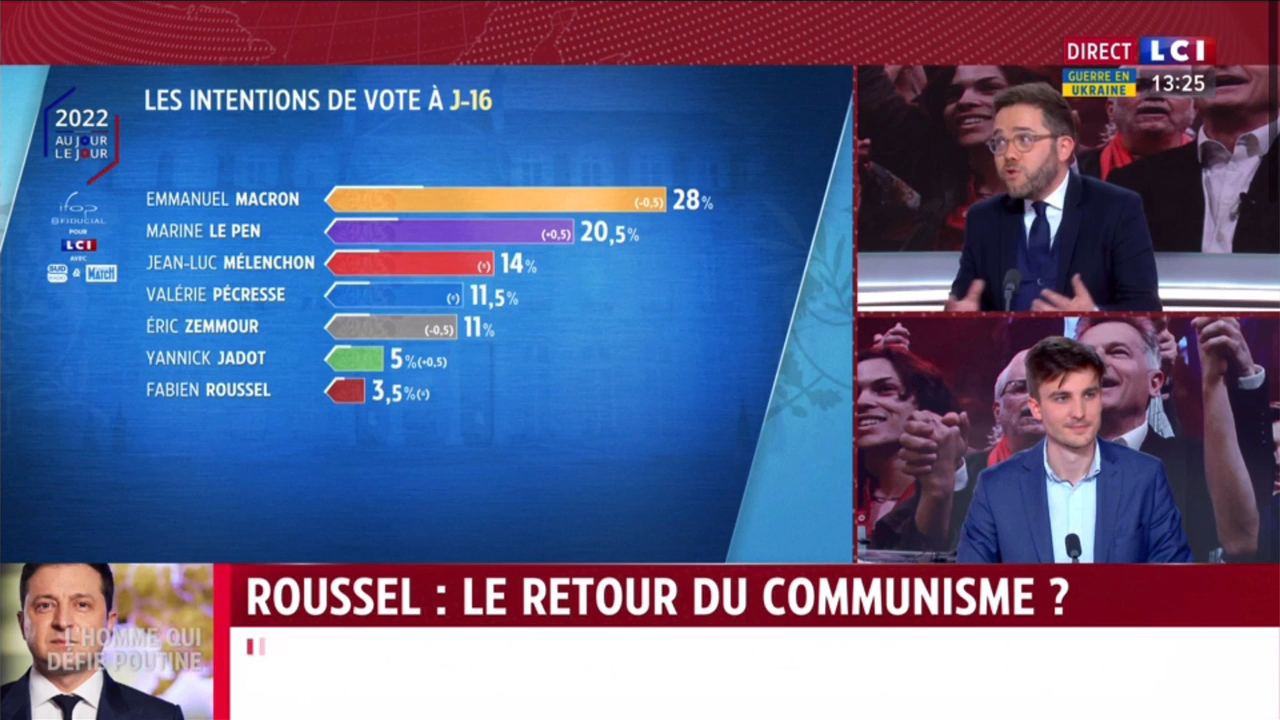 DIRECT LCI
GUERRE EN
UKRAINE
13:25
LES INTENTIONS DE VOTE À J-16
2022
AU JOUR
LE JOUR
ifop
FIDUCIAL
POUR
LCI
AVEC
SUD
RADIO
&
MATCH
EMMANUEL MACRON (-0,5) 28%
MARINE LE PEN (+0,5) 20,5%
JEAN-LUC MÉLENCHON (=) 14%
VALÉRIE PÉCRESSE (=) 11,5%
ÉRIC ZEMMOUR (-0,5) 11%
YANNICK JADOT 5% (+0,5)
FABIEN ROUSSEL 3,5% (=)
L'HOMME QUI
DÉFIE POUTINE
ROUSSEL : LE RETOUR DU COMMUNISME ?